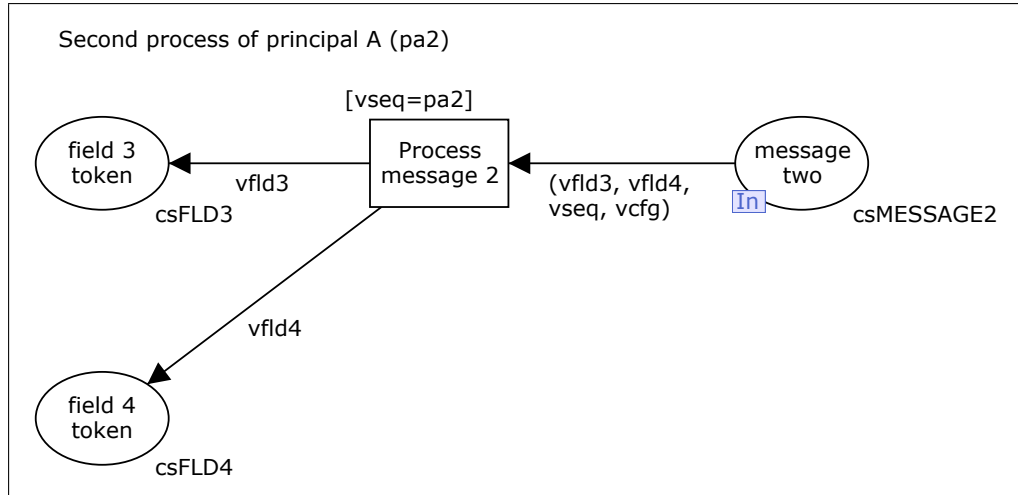 Second process of principal A (pa2)
[vseq=pa2]
field 3
token
Process
message 2
message
two
vfld3
(vfld3, vfld4,
vseq, vcfg)
In
csFLD3
csMESSAGE2
vfld4
field 4
token
csFLD4